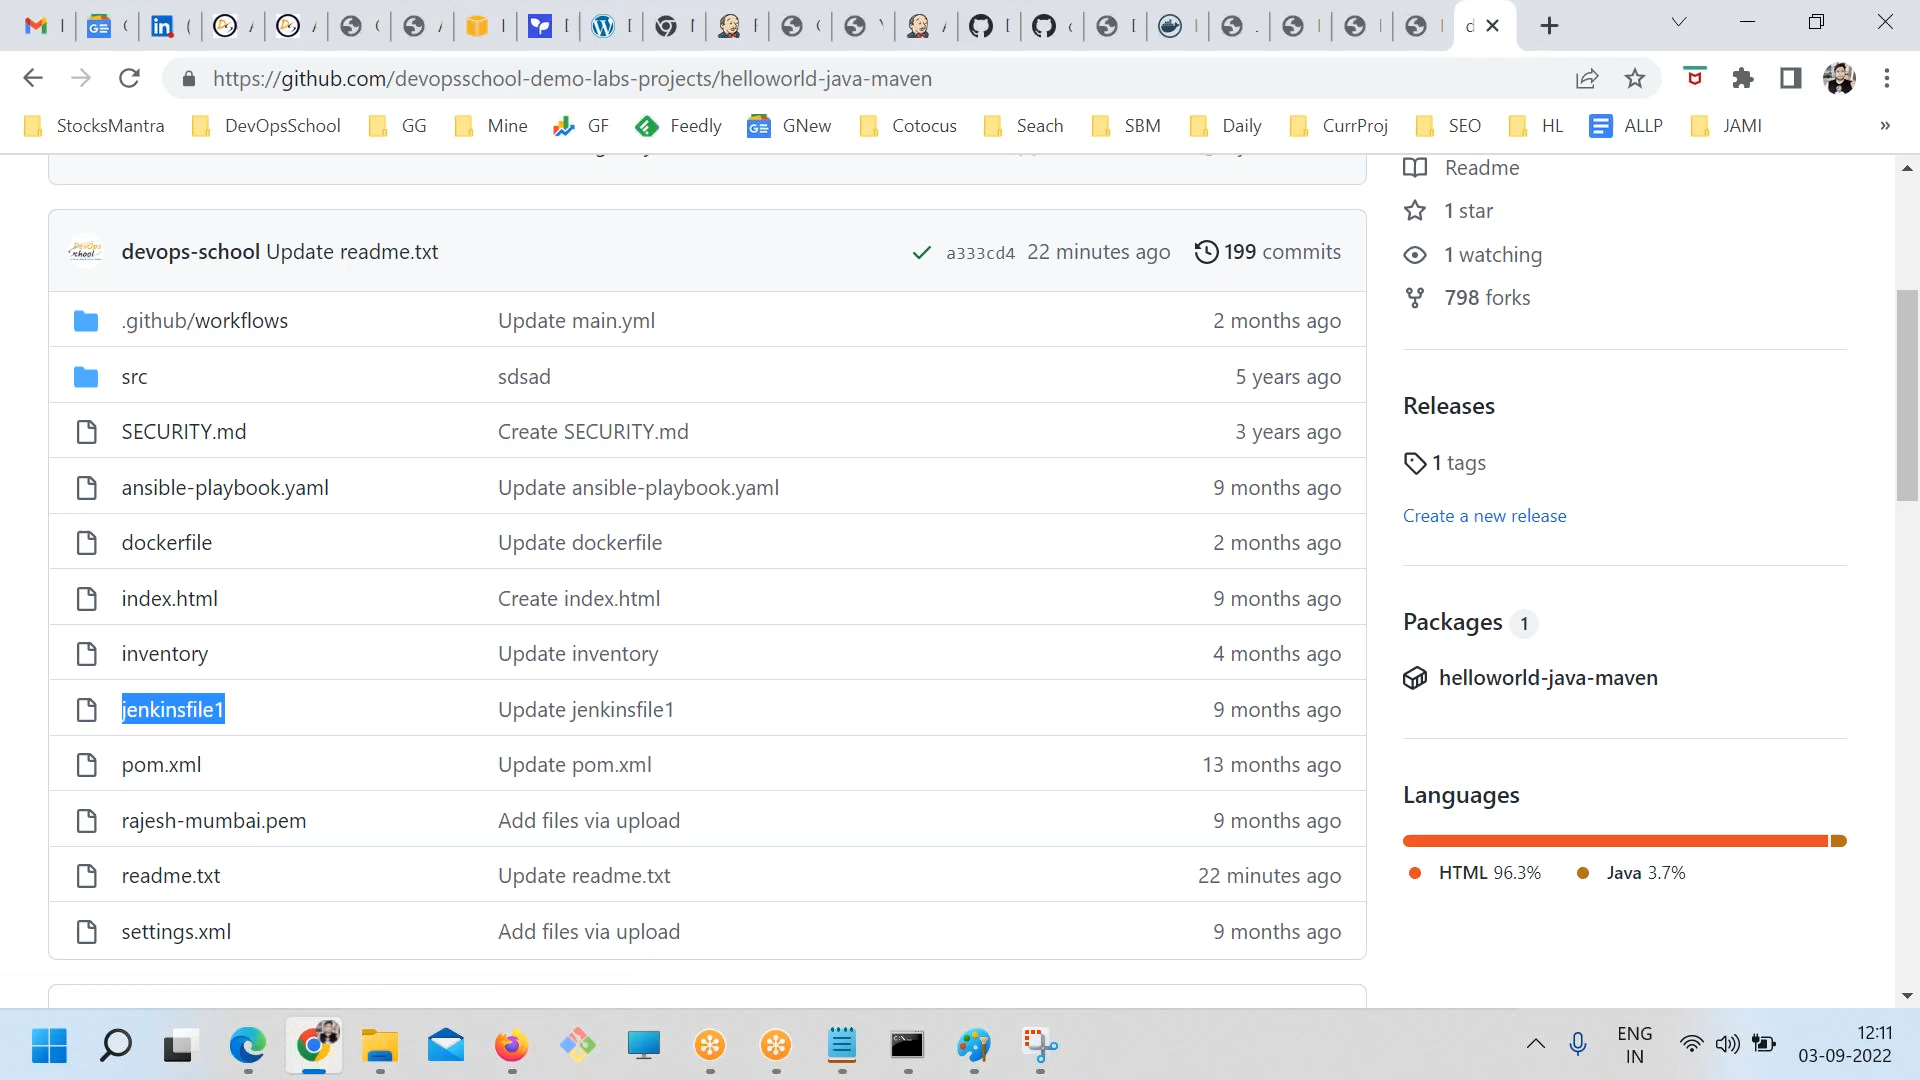 https://github.com/devopsschool-demo-labs-projects/helloworld-java-maven
StocksMantra DevOpsSchool GG Mine GF Feedly GNew Cotocus Seach SBM Daily CurrProj SEO HL ALLP JAMI »
devops-school Update readme.txt a333cd4 22 minutes ago 199 commits
.github/workflows Update main.yml 2 months ago
src sdsad 5 years ago
SECURITY.md Create SECURITY.md 3 years ago
ansible-playbook.yaml Update ansible-playbook.yaml 9 months ago
dockerfile Update dockerfile 2 months ago
index.html Create index.html 9 months ago
inventory Update inventory 4 months ago
jenkinsfile1 Update jenkinsfile1 9 months ago
pom.xml Update pom.xml 13 months ago
rajesh-mumbai.pem Add files via upload 9 months ago
readme.txt Update readme.txt 22 minutes ago
settings.xml Add files via upload 9 months ago
Readme
1 star
1 watching
798 forks
Releases
1 tags
Create a new release
Packages 1
helloworld-java-maven
Languages
HTML 96.3% Java 3.7%
ENG
IN
12:11
03-09-2022